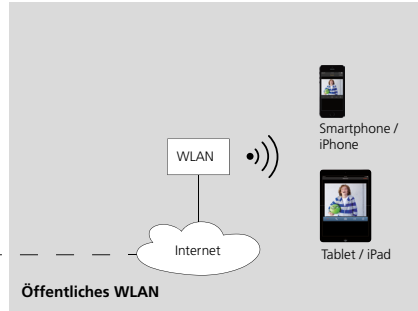 Smartphone /
iPhone
WLAN
Internet
Tablet / iPad
Öffentliches WLAN